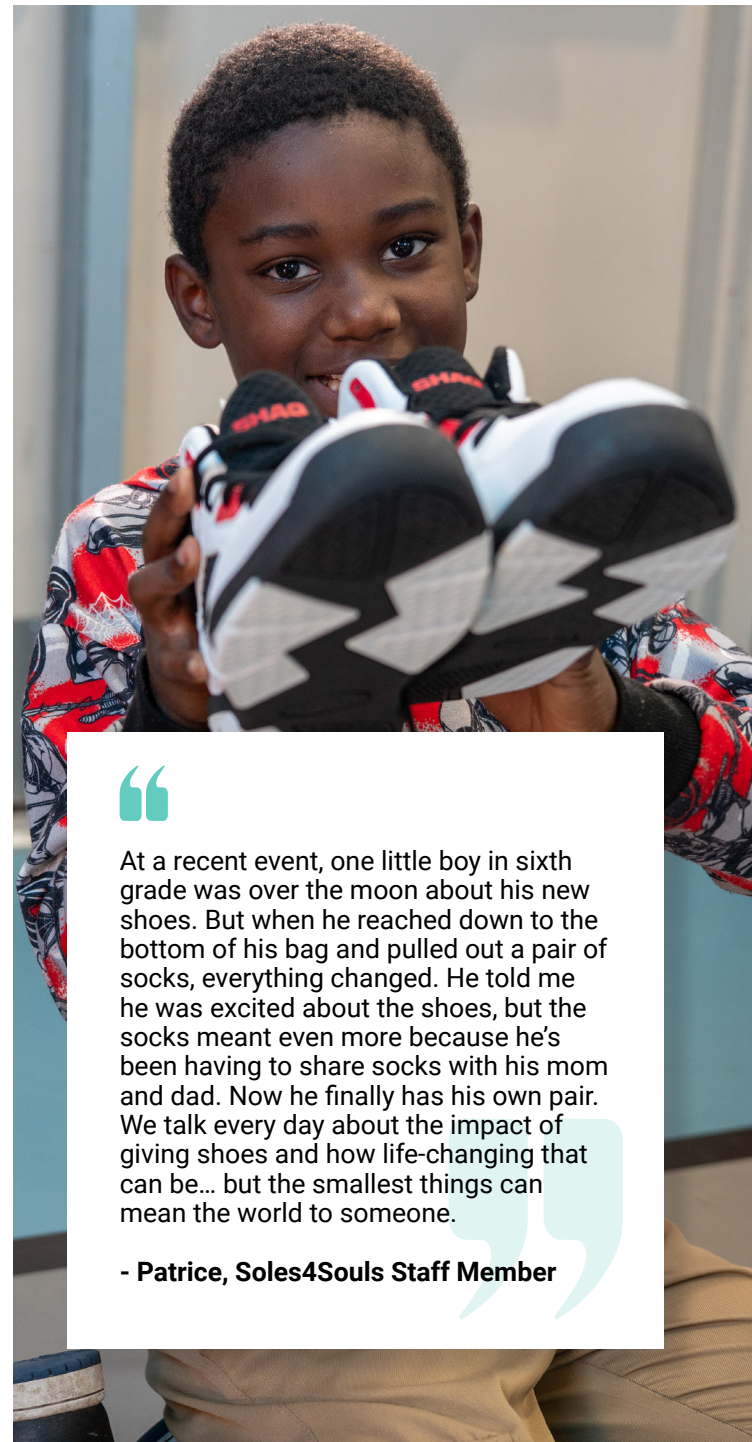 SHAQ
SHAQ
“
At a recent event, one little boy in sixth
grade was over the moon about his new
shoes. But when he reached down to the
bottom of his bag and pulled out a pair of
socks, everything changed. He told me
he was excited about the shoes, but the
socks meant even more because he’s
been having to share socks with his mom
and dad. Now he finally has his own pair.
We talk every day about the impact of
giving shoes and how life-changing that
can be… but the smallest things can
mean the world to someone.
”
- Patrice, Soles4Souls Staff Member